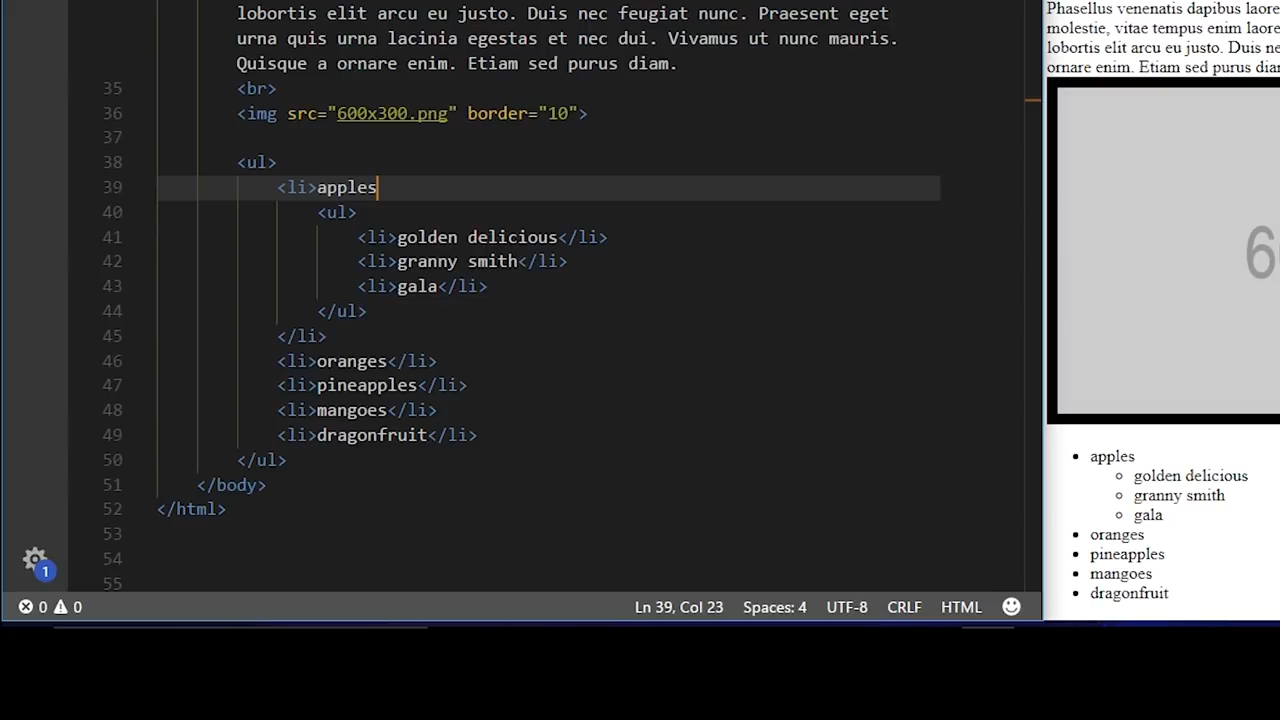 lobortis elit arcu eu justo. Duis nec feugiat nunc. Praesent eget
urna quis urna lacinia egestas et nec dui. Vivamus ut nunc mauris.
Quisque a ornare enim. Etiam sed purus diam.
35 <br>
36 <img src="600x300.png" border="10">
37
38 <ul>
39 <li>apples
40 <ul>
41 <li>golden delicious</li>
42 <li>granny smith</li>
43 <li>gala</li>
44 </ul>
45 </li>
46 <li>oranges</li>
47 <li>pineapples</li>
48 <li>mangoes</li>
49 <li>dragonfruit</li>
50 </ul>
51 </body>
52 </html>
53
54
55
1
0 0 Ln 39, Col 23 Spaces: 4 UTF-8 CRLF HTML
Phasellus venenatis dapibus laore
molestie, vitae tempus enim laore
lobortis elit arcu eu justo. Duis ne
ornare enim. Etiam sed purus diam
6
• apples
◦ golden delicious
◦ granny smith
◦ gala
• oranges
• pineapples
• mangoes
• dragonfruit